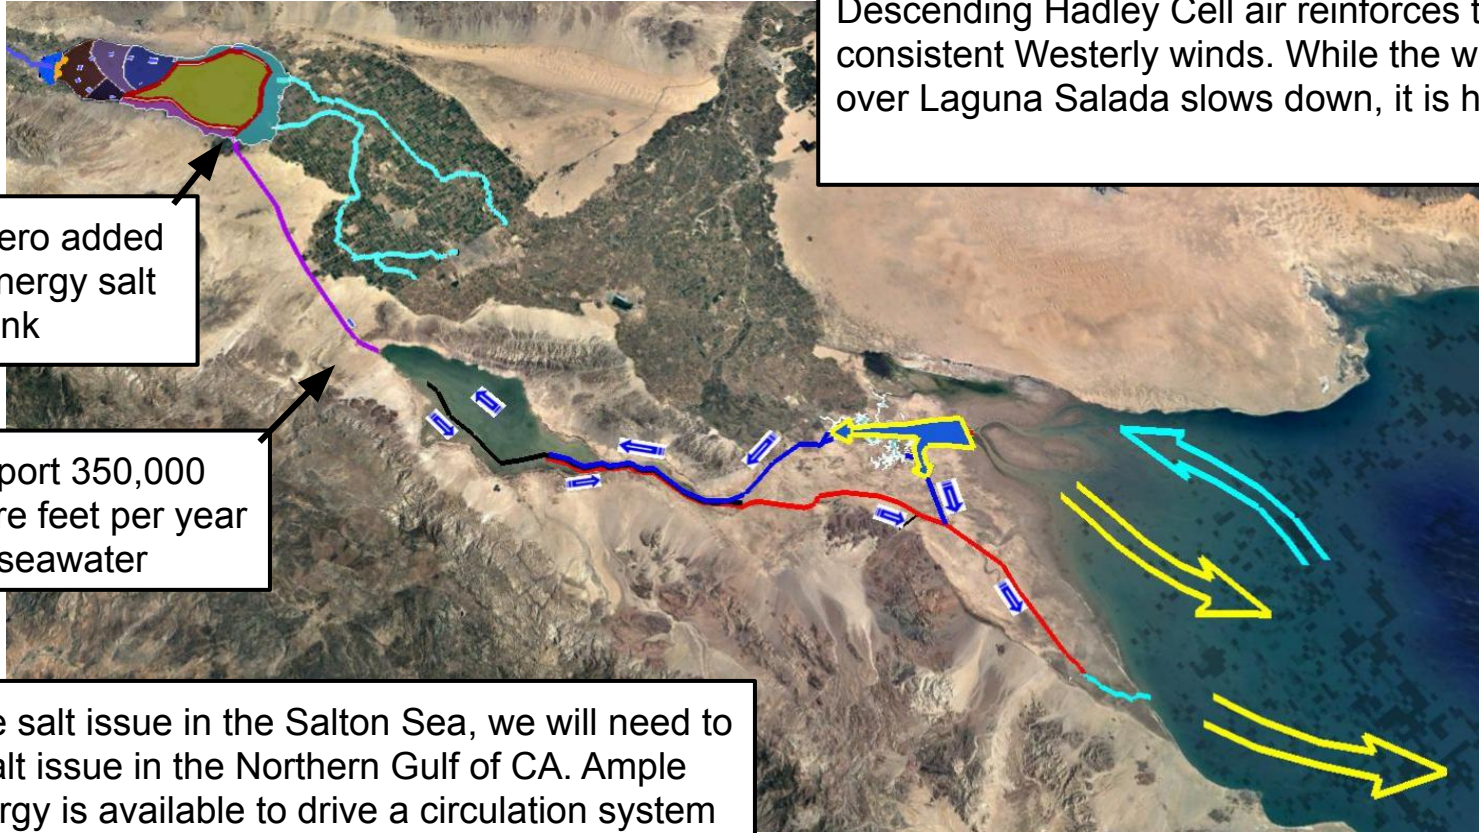 Descending Hadley Cell air reinforces t
consistent Westerly winds. While the w
over Laguna Salada slows down, it is h
ero added
nergy salt
nk
port 350,000
re feet per year
seawater
e salt issue in the Salton Sea, we will need to
alt issue in the Northern Gulf of CA. Ample
rgy is available to drive a circulation system